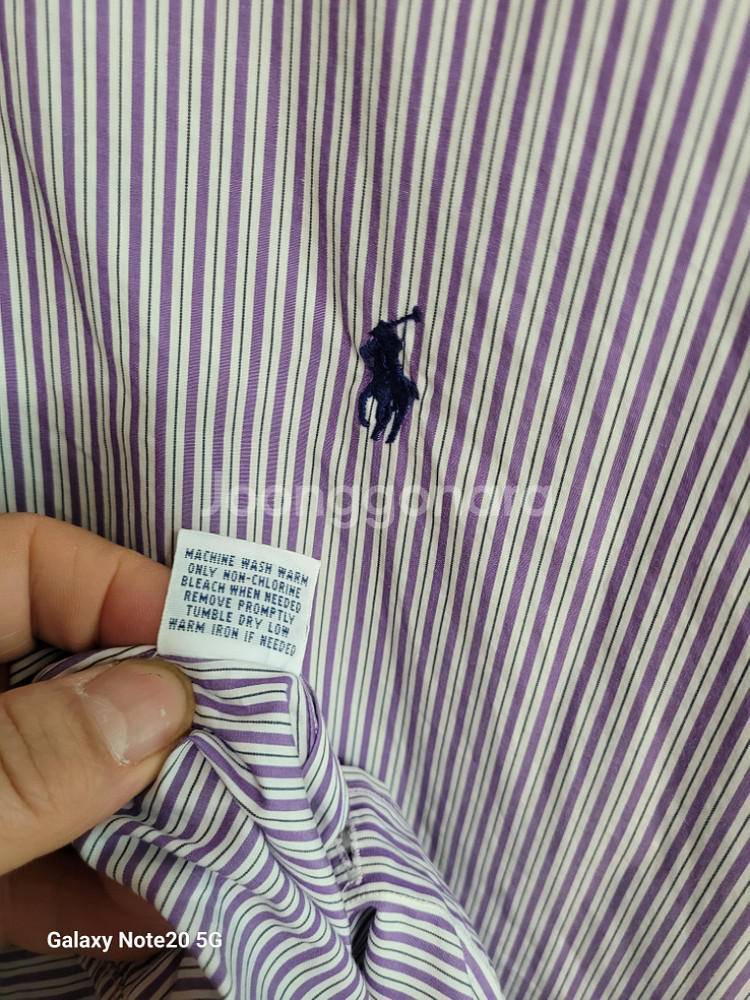 Joonggonara
MACHINE WASH WARM
ONLY NON-CHLORINE
BLEACH WHEN NEEDED
REMOVE PROMPTLY
TUMBLE DRY LOW
WARM IRON IF NEEDED
Galaxy Note20 5G